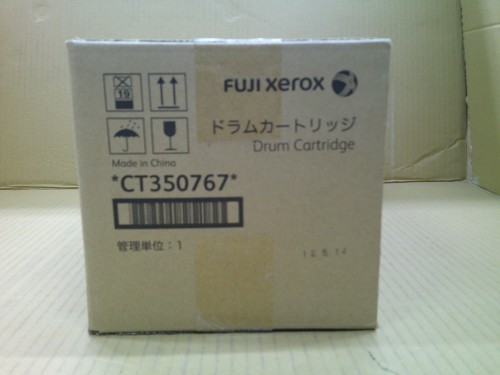 FUJI xerox
19
ドラムカートリッジ
Drum Cartridge
Made in China
*CT350767*
管理単位:1